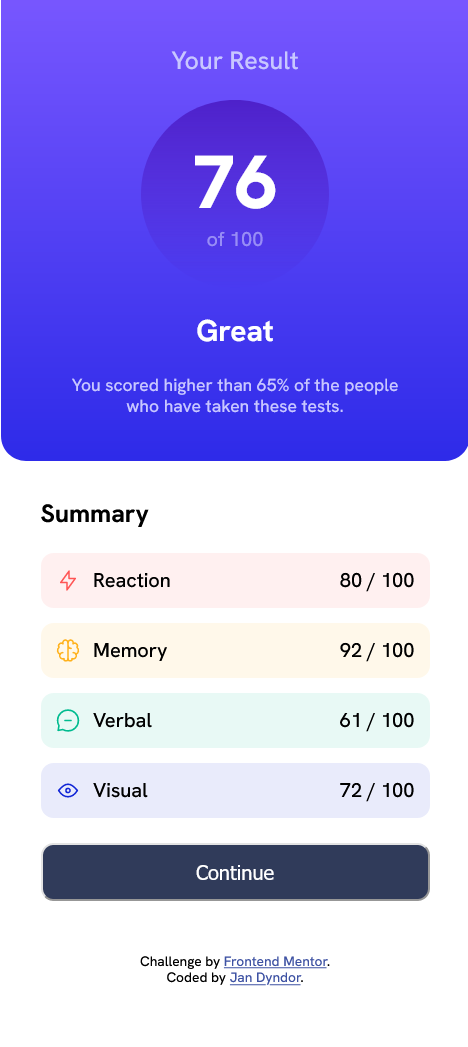 Your Result
76
of 100
Great
You scored higher than 65% of the people
who have taken these tests.
Summary
Reaction 80 / 100
Memory 92 / 100
Verbal 61 / 100
Visual 72 / 100
Continue
Challenge by Frontend Mentor.
Coded by Jan Dyndor.